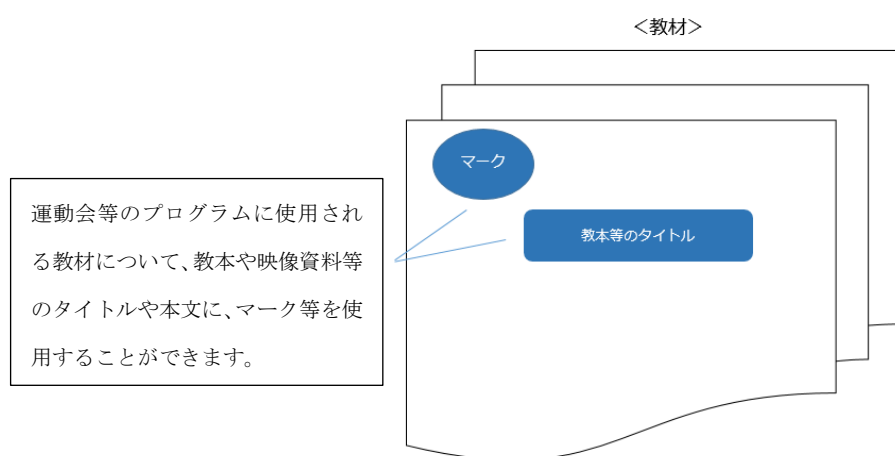 ＜教材＞
マーク
教本等のタイトル
運動会等のプログラムに使用され
る教材について、教本や映像資料等
のタイトルや本文に、マーク等を使
用することができます。